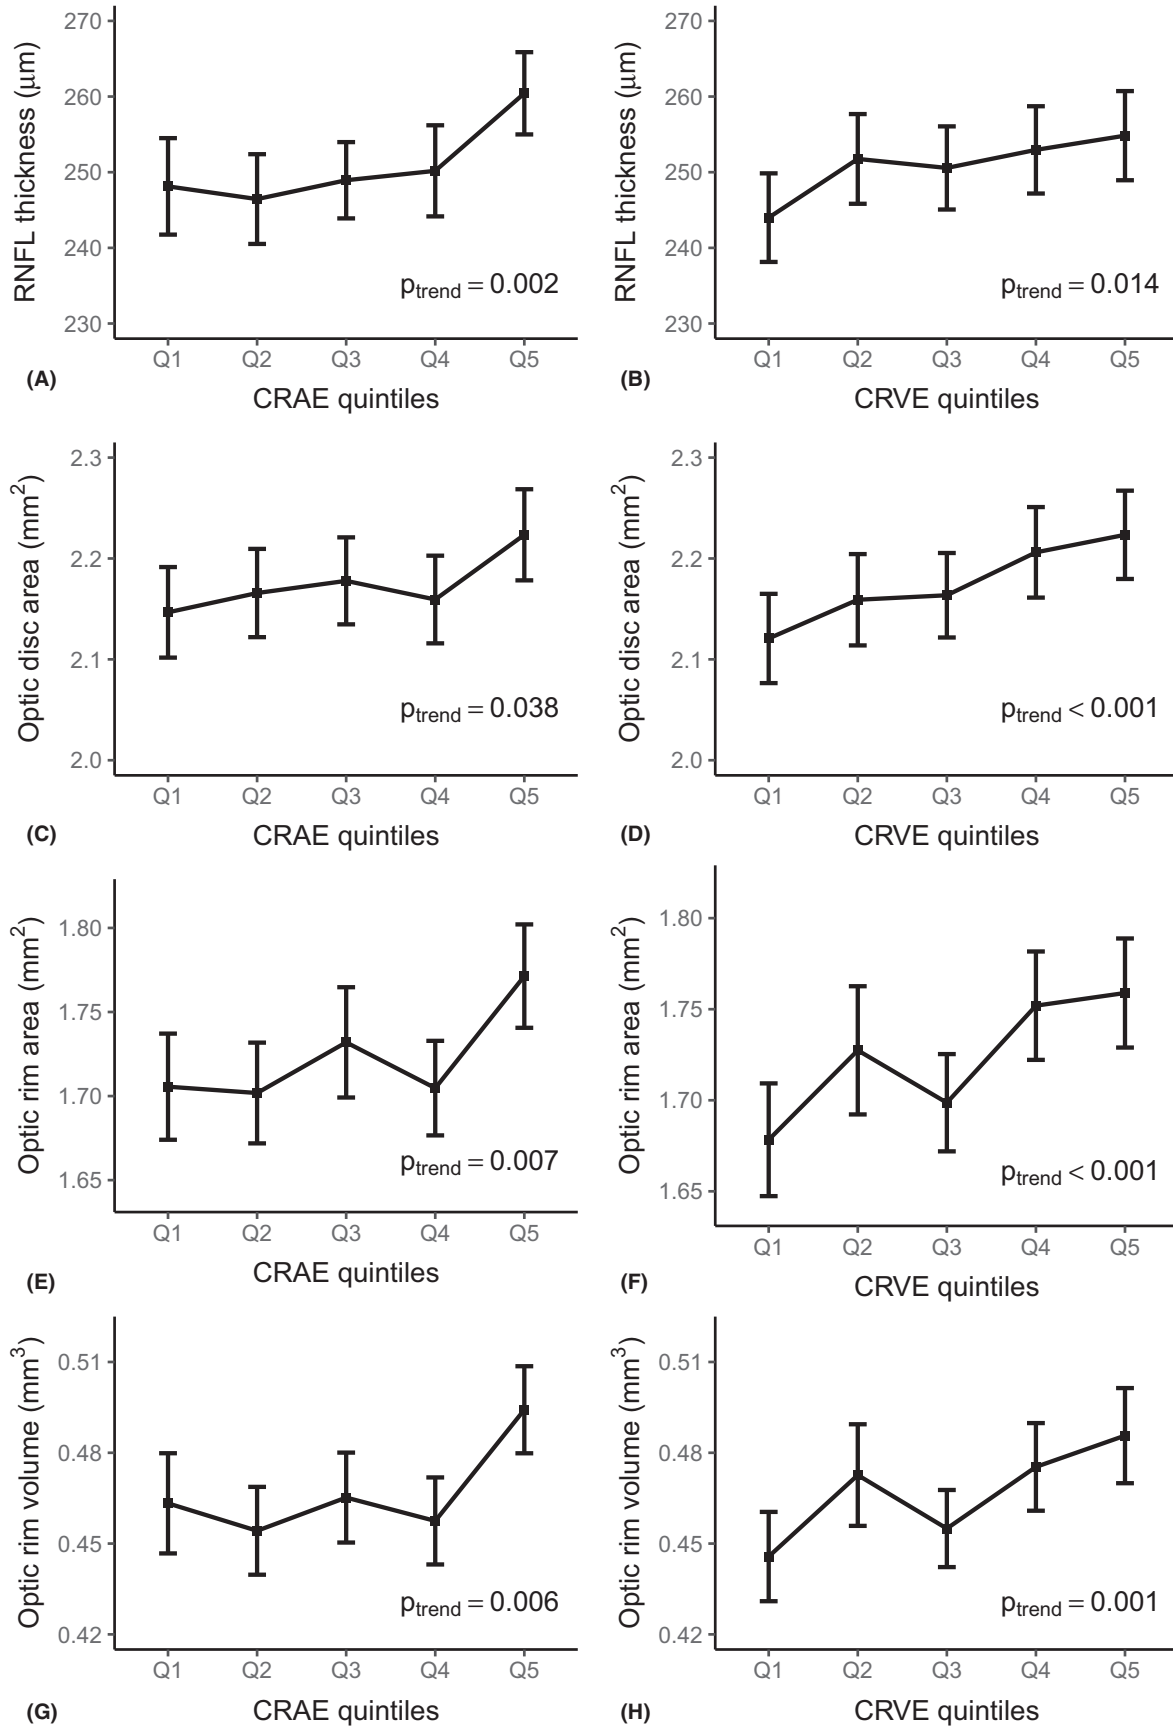 270
260
250
240
230
RNFL thickness (μm)
p_trend = 0.002
Q1 Q2 Q3 Q4 Q5
(A)
CRAE quintiles
270
260
250
240
230
RNFL thickness (μm)
p_trend = 0.014
Q1 Q2 Q3 Q4 Q5
(B)
CRVE quintiles
2.3
2.2
2.1
2.0
Optic disc area (mm²)
p_trend = 0.038
Q1 Q2 Q3 Q4 Q5
(C)
CRAE quintiles
2.3
2.2
2.1
2.0
Optic disc area (mm²)
p_trend < 0.001
Q1 Q2 Q3 Q4 Q5
(D)
CRVE quintiles
1.80
1.75
1.70
1.65
Optic rim area (mm²)
p_trend = 0.007
Q1 Q2 Q3 Q4 Q5
(E)
CRAE quintiles
1.80
1.75
1.70
1.65
Optic rim area (mm²)
p_trend < 0.001
Q1 Q2 Q3 Q4 Q5
(F)
CRVE quintiles
0.51
0.48
0.45
0.42
Optic rim volume (mm³)
p_trend = 0.006
Q1 Q2 Q3 Q4 Q5
(G)
CRAE quintiles
0.51
0.48
0.45
0.42
Optic rim volume (mm³)
p_trend = 0.001
Q1 Q2 Q3 Q4 Q5
(H)
CRVE quintiles